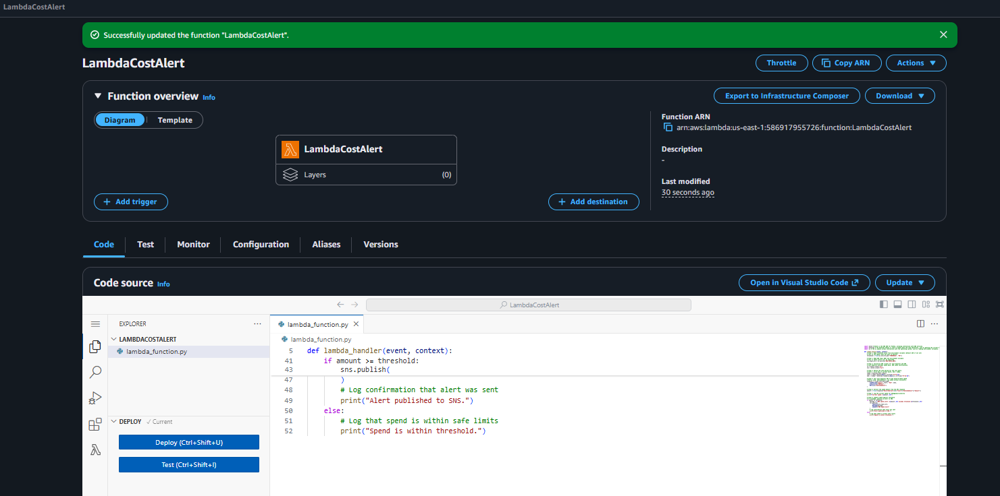 LambdaCostAlert
Successfully updated the function "LambdaCostAlert".
LambdaCostAlert
Throttle
Copy ARN
Actions
Function overview Info
Export to Infrastructure Composer
Download
Diagram
Template
LambdaCostAlert
Layers
(0)
+ Add trigger
+ Add destination
Function ARN
arn:aws:lambda:us-east-1:586917955726:function:LambdaCostAlert
Description
-
Last modified
30 seconds ago
Code
Test
Monitor
Configuration
Aliases
Versions
Code source Info
Open in Visual Studio Code
Update
LambdaCostAlert
EXPLORER
LAMBDACOSTALERT
lambda_function.py
DEPLOY Current
Deploy (Ctrl+Shift+U)
Test (Ctrl+Shift+I)
lambda_function.py
lambda_function.py
5 def lambda_handler(event, context):
41 if amount >= threshold:
43 sns.publish(
47 )
48 # Log confirmation that alert was sent
49 print("Alert published to SNS.")
50 else:
51 # Log that spend is within safe limits
52 print("Spend is within threshold.")